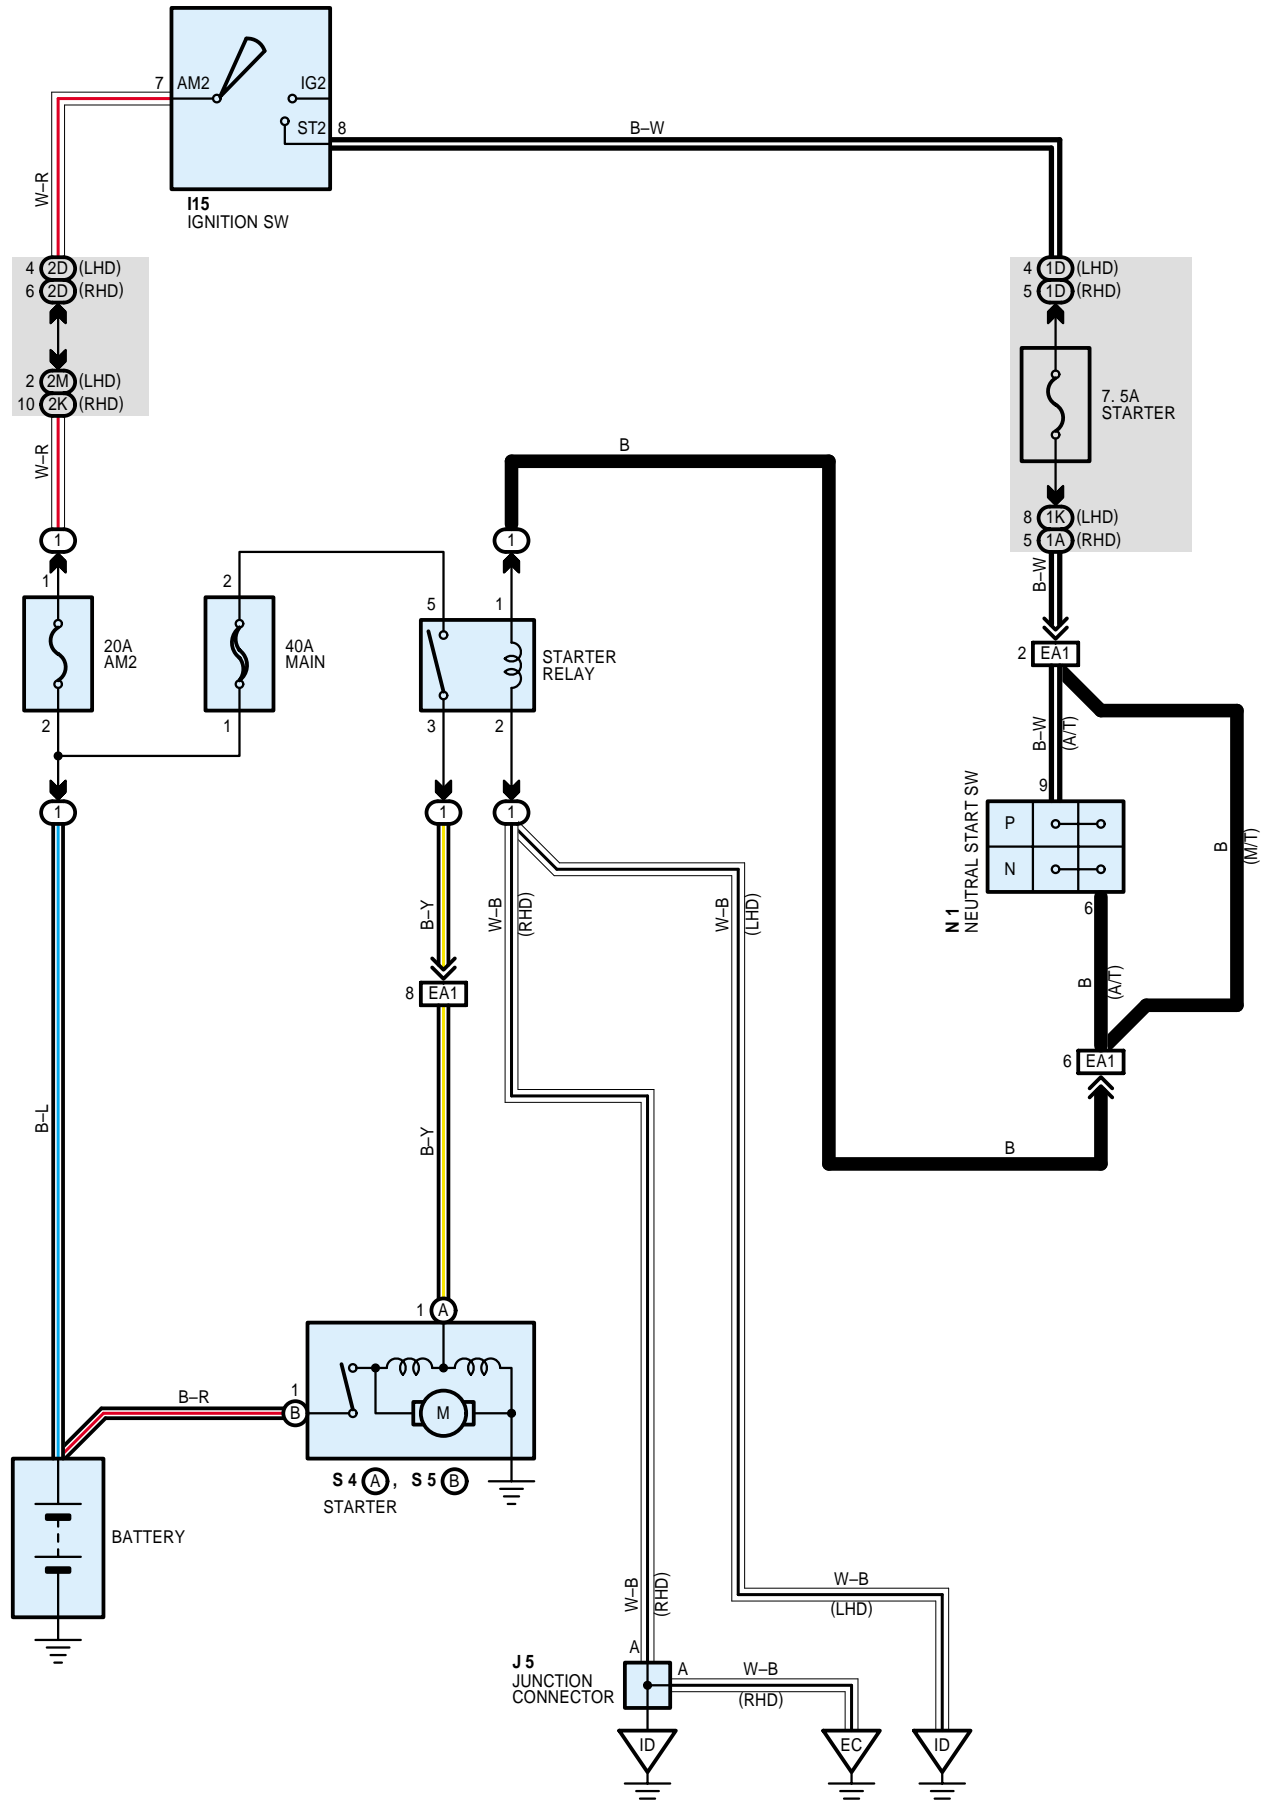 7 AM2
IG2
ST2 8
I15
IGNITION SW
B–W
W–R
4 2D (LHD)
6 2D (RHD)
2 2M (LHD)
10 2K (RHD)
W–R
4 1D (LHD)
5 1D (RHD)
7. 5A
STARTER
8 1K (LHD)
5 1A (RHD)
B
1
1
1
2
5
1
20A
AM2
40A
MAIN
STARTER
RELAY
2
1
3
2
1
1
1
B–W
2 EA1
B–W
(A/T)
9
P
N
N 1
NEUTRAL START SW
6
B
(M/T)
B
(A/T)
6 EA1
B
B–Y
W–B
(RHD)
W–B
(LHD)
8 EA1
B–L
B–Y
1 A
B–R
1
B
M
S 4 A , S 5 B
STARTER
BATTERY
W–B
(RHD)
W–B
(LHD)
A
J 5
JUNCTION
CONNECTOR
A
W–B
(RHD)
ID
EC
ID